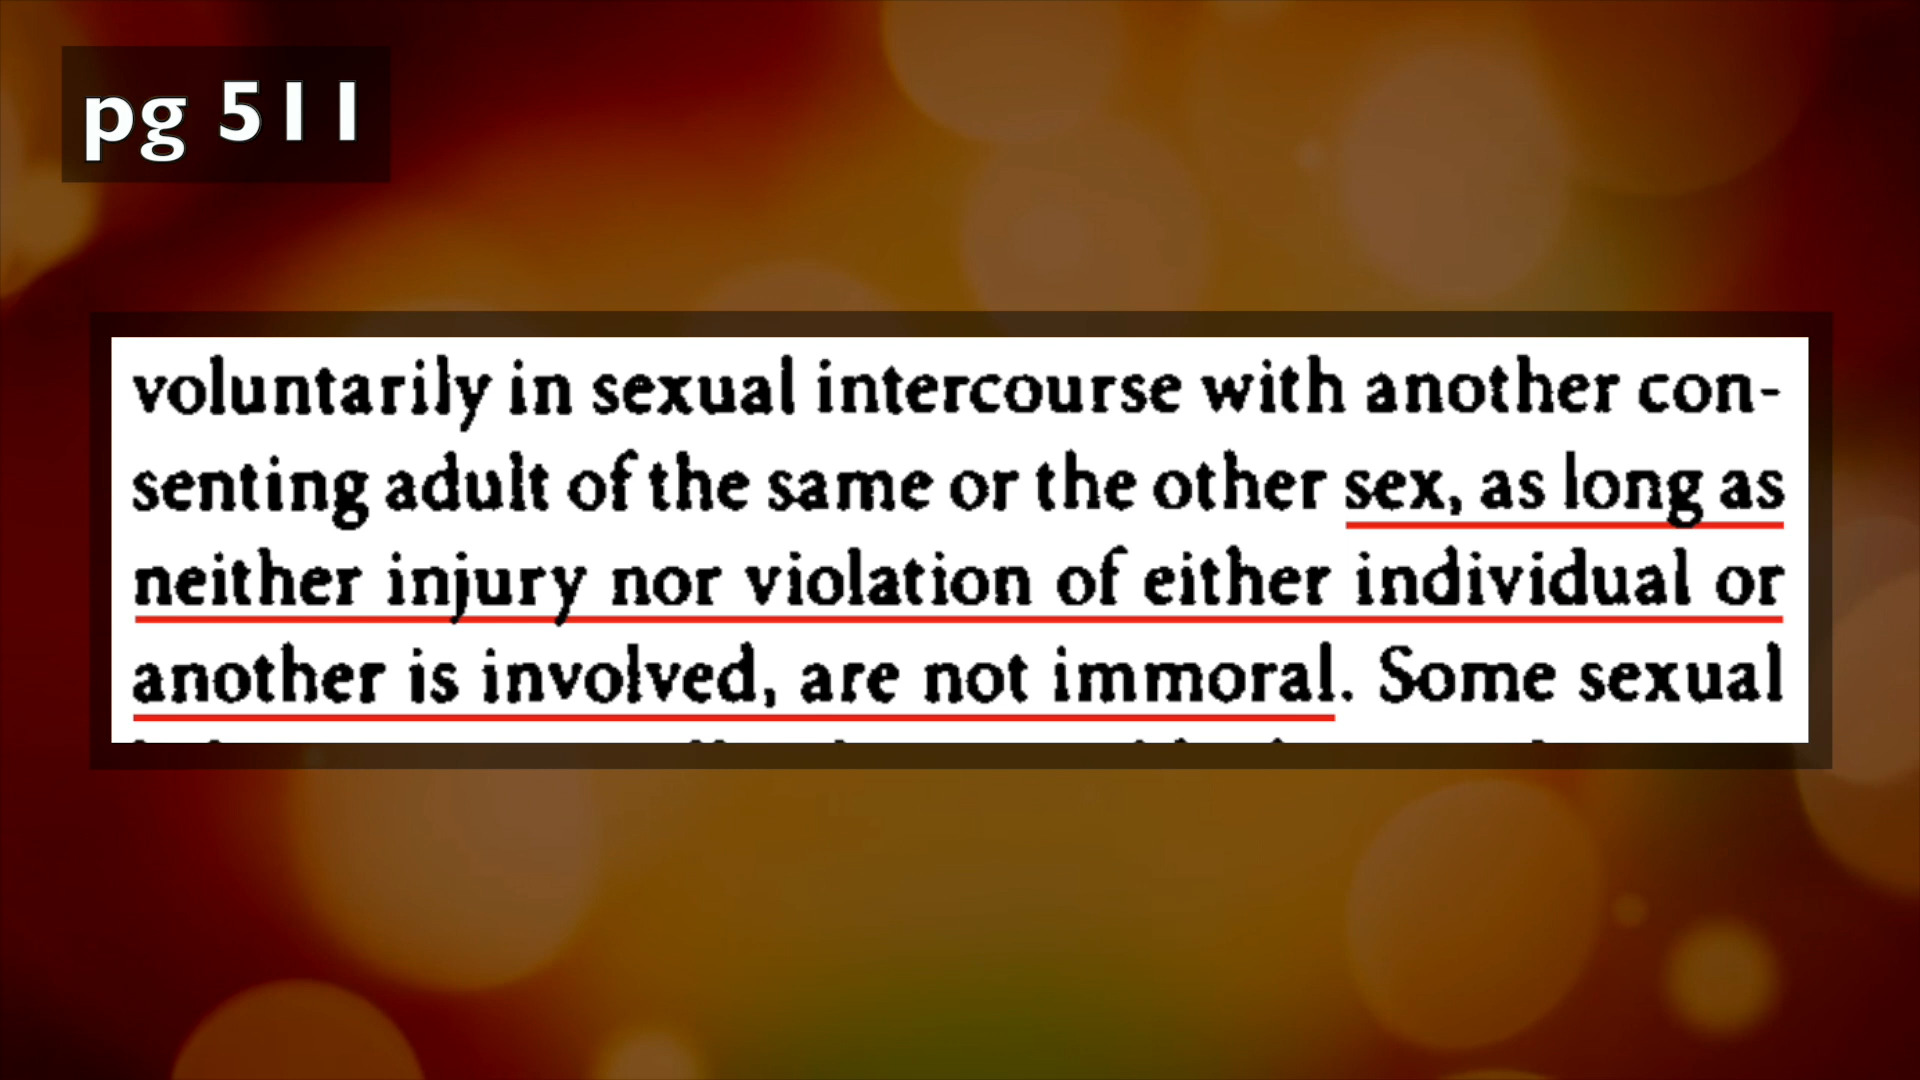 pg 511
voluntarily in sexual intercourse with another con-
senting adult of the same or the other sex, as long as
neither injury nor violation of either individual or
another is involved, are not immoral. Some sexual